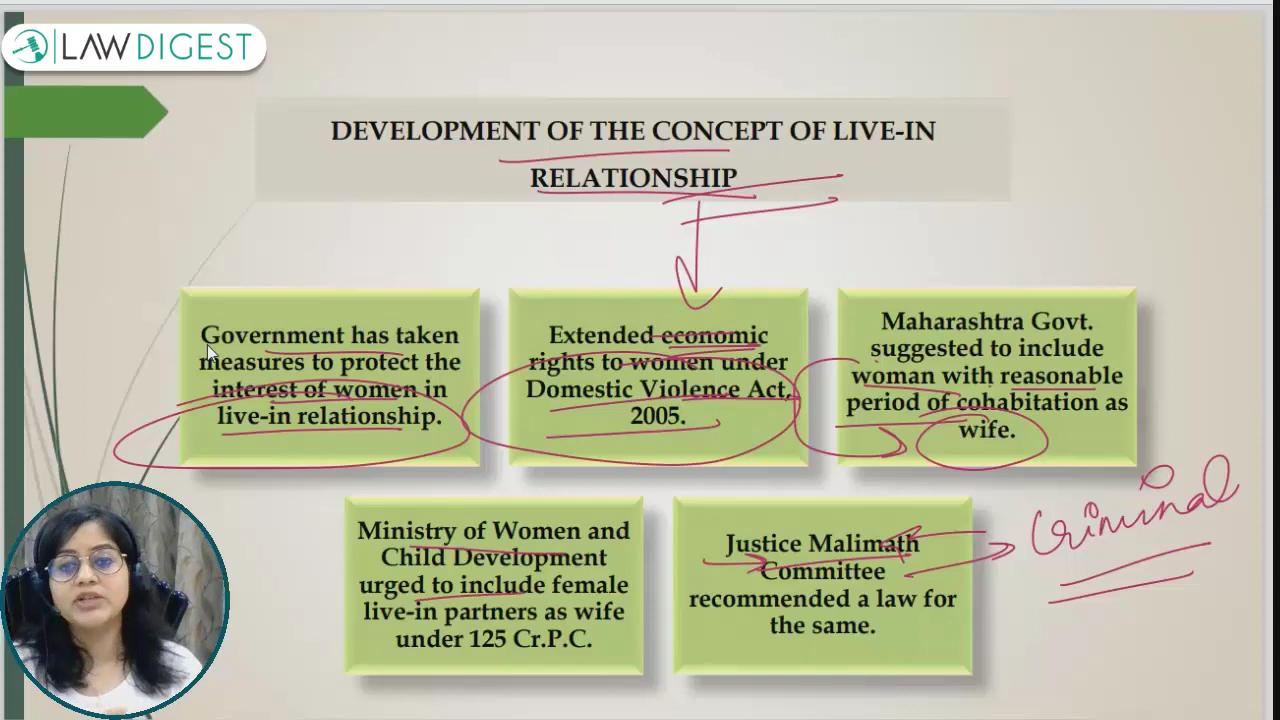 LAWDIGEST
DEVELOPMENT OF THE CONCEPT OF LIVE-IN
RELATIONSHIP
Government has taken
measures to protect the
interest of women in
live-in relationship.
Extended economic
rights to women under
Domestic Violence Act,
2005.
Maharashtra Govt.
suggested to include
woman with reasonable
period of cohabitation as
wife.
Ministry of Women and
Child Development
urged to include female
live-in partners as wife
under 125 Cr.P.C.
Justice Malimath
Committee
recommended a law for
the same.
Criminal